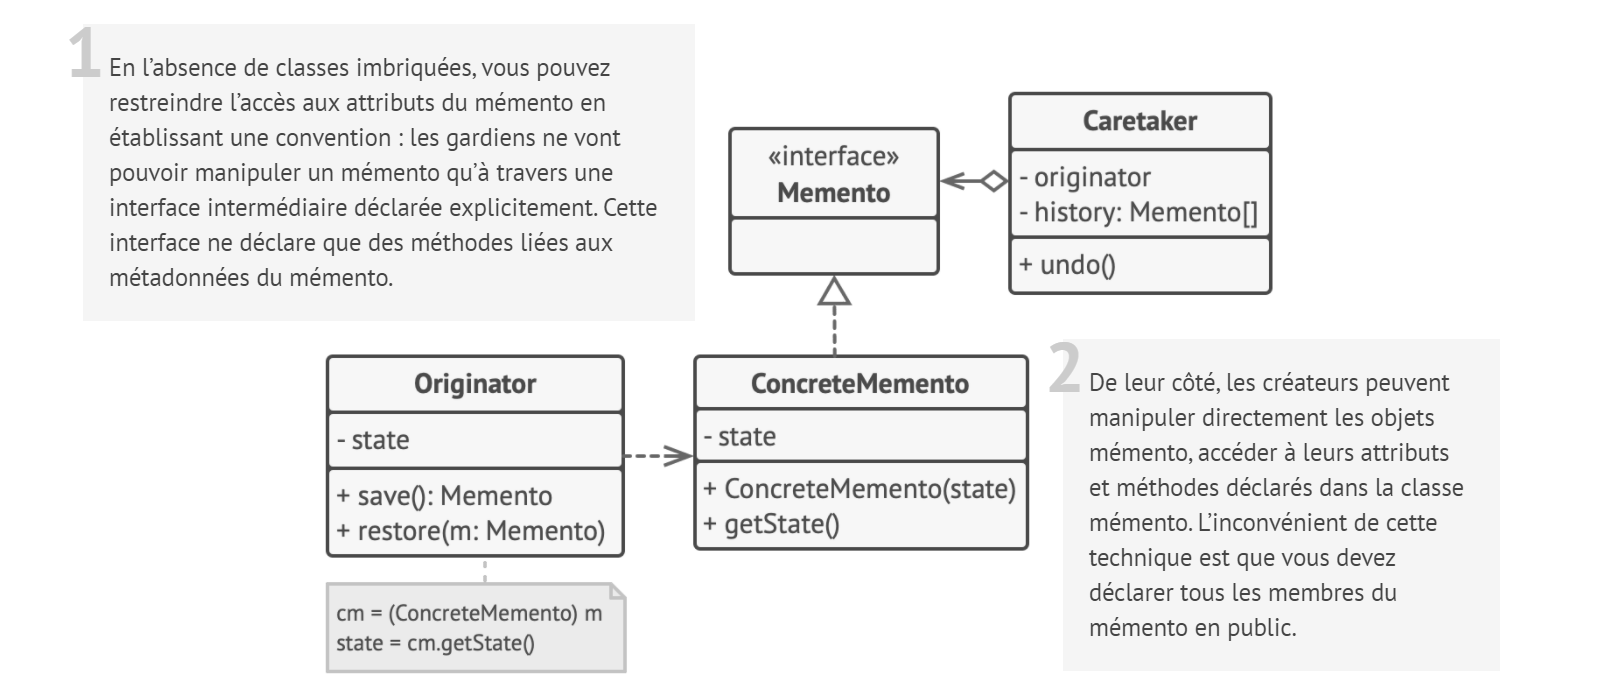 1
En l’absence de classes imbriquées, vous pouvez
restreindre l’accès aux attributs du mémento en
établissant une convention : les gardiens ne vont
pouvoir manipuler un mémento qu’à travers une
interface intermédiaire déclarée explicitement. Cette
interface ne déclare que des méthodes liées aux
métadonnées du mémento.
«interface»
Memento
Caretaker
- originator
- history: Memento[]
+ undo()
Originator
- state
+ save(): Memento
+ restore(m: Memento)
cm = (ConcreteMemento) m
state = cm.getState()
ConcreteMemento
- state
+ ConcreteMemento(state)
+ getState()
2
De leur côté, les créateurs peuvent
manipuler directement les objets
mémento, accéder à leurs attributs
et méthodes déclarés dans la classe
mémento. L’inconvénient de cette
technique est que vous devez
déclarer tous les membres du
mémento en public.